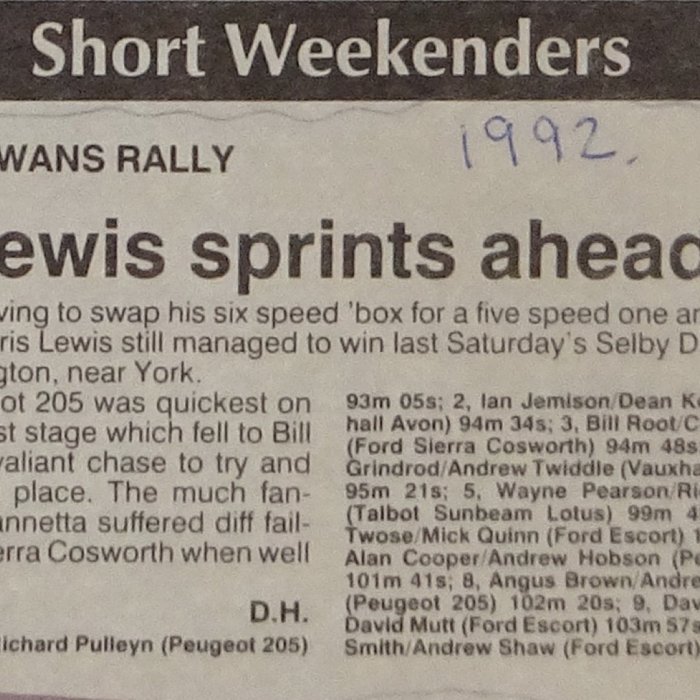 Short Weekenders
1992.
WANS RALLY
ewis sprints ahead
ving to swap his six speed 'box for a five speed one an
ris Lewis still managed to win last Saturday's Selby D
gton, near York.
ot 205 was quickest on
st stage which fell to Bill
valiant chase to try and
place. The much fan-
annetta suffered diff fail-
erra Cosworth when well
D.H.
ichard Pulleyn (Peugeot 205)
93m 05s; 2, Ian Jemison/Dean Ke
hall Avon) 94m 34s; 3, Bill Root/C
(Ford Sierra Cosworth) 94m 48s
Grindrod/Andrew Twiddle (Vauxha
95m 21s; 5, Wayne Pearson/Ri
(Talbot Sunbeam Lotus) 99m 4
Twose/Mick Quinn (Ford Escort) 1
Alan Cooper/Andrew Hobson (Pe
101m 41s; 8, Angus Brown/Andre
(Peugeot 205) 102m 20s; 9, Dav
David Mutt (Ford Escort) 103m 57s
Smith/Andrew Shaw (Ford Escort)